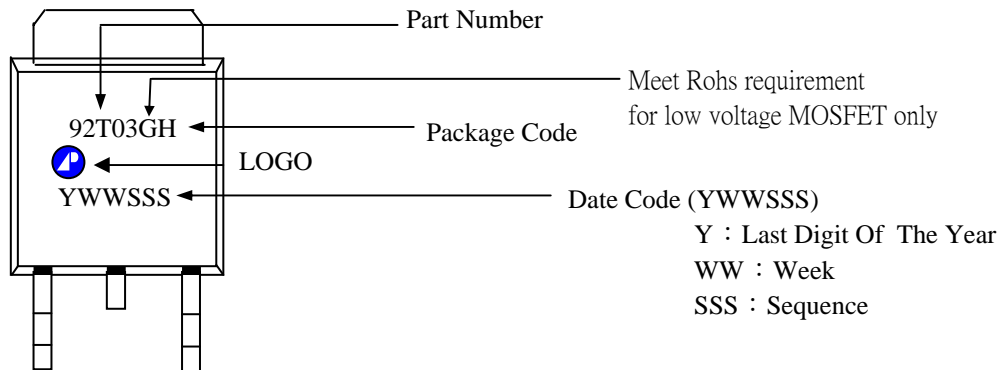 Part Number
Meet Rohs requirement
for low voltage MOSFET only
92T03GH
Package Code
LOGO
YWWSSS
Date Code (YWWSSS)
Y：Last Digit Of The Year
WW：Week
SSS：Sequence